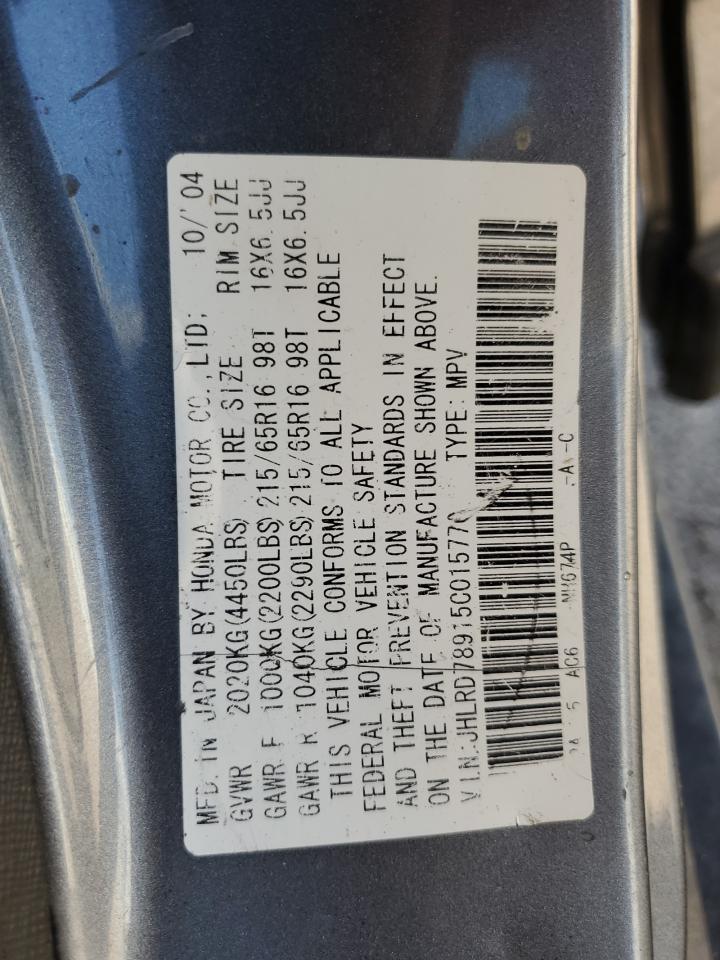 MFD. IN JAPAN BY HONDA MOTOR CO., LTD: 10/'04
GVWR 2020KG(4450LBS) TIRE SIZE RIM SIZE
GAWR F 1000KG(2200LBS) 215/65R16 98T 16X6.5JJ
GAWR R 1040KG(2290LBS) 215/65R16 98T 16X6.5JJ
THIS VEHICLE CONFORMS TO ALL APPLICABLE
FEDERAL MOTOR VEHICLE SAFETY
AND THEFT PREVENTION STANDARDS IN EFFECT
ON THE DATE OF MANUFACTURE SHOWN ABOVE.
V.I.N.: TYPE: MPV
AC6 -C